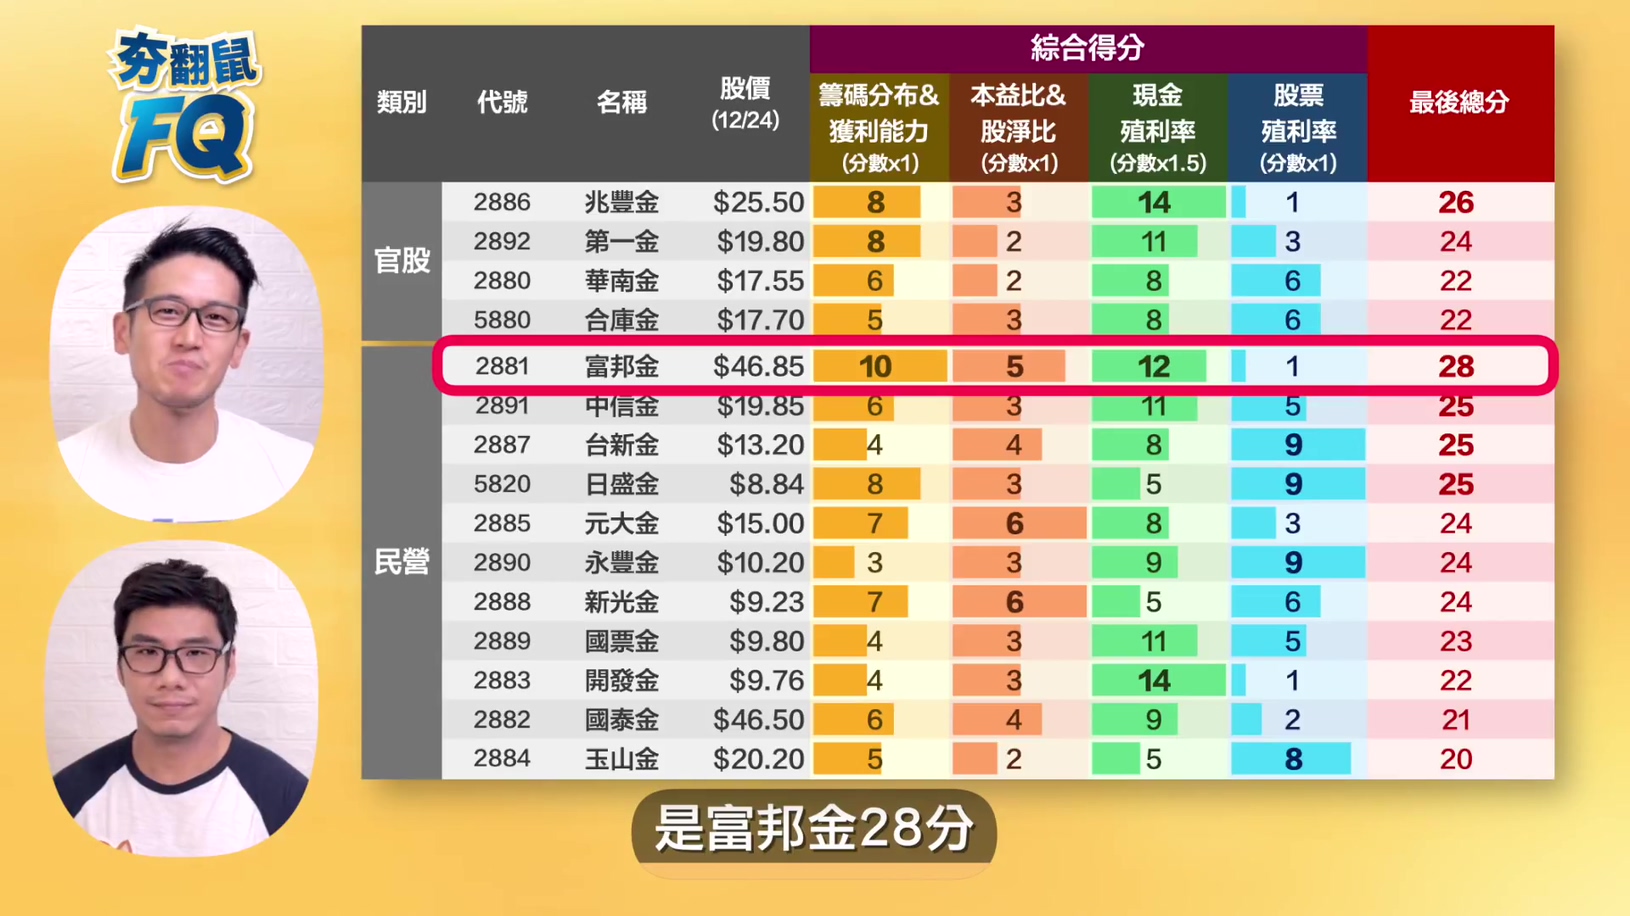 夯翻鼠
FQ
類別 代號 名稱 股價 (12/24) 綜合得分 最後總分
籌碼分布& 獲利能力 (分數x1) 本益比& 股淨比 (分數x1) 現金 殖利率 (分數x1.5) 股票 殖利率 (分數x1)
官股
2886 兆豐金 $25.50 8 3 14 1 26
2892 第一金 $19.80 8 2 11 3 24
2880 華南金 $17.55 6 2 8 6 22
5880 合庫金 $17.70 5 3 8 6 22
民營
2881 富邦金 $46.85 10 5 12 1 28
2891 中信金 $19.85 6 3 11 5 25
2887 台新金 $13.20 4 4 8 9 25
5820 日盛金 $8.84 8 3 5 9 25
2885 元大金 $15.00 7 6 8 3 24
2890 永豐金 $10.20 3 3 9 9 24
2888 新光金 $9.23 7 6 5 6 24
2889 國票金 $9.80 4 3 11 5 23
2883 開發金 $9.76 4 3 14 1 22
2882 國泰金 $46.50 6 4 9 2 21
2884 玉山金 $20.20 5 2 5 8 20
是富邦金28分